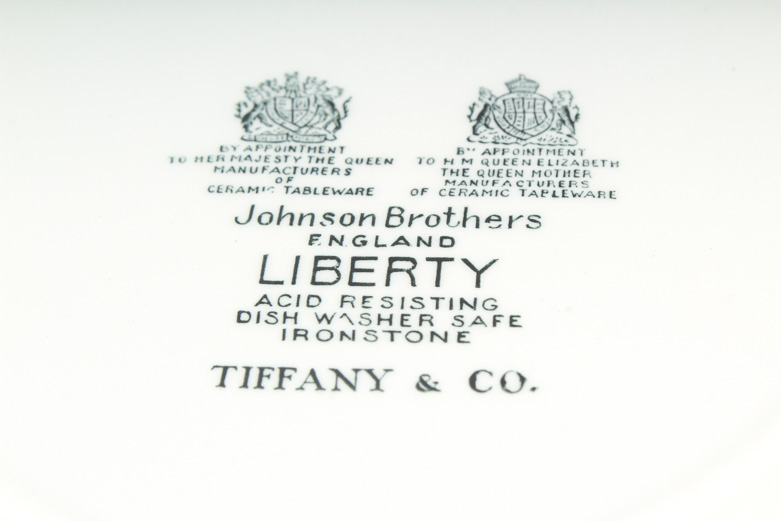 BY APPOINTMENT
TO HER MAJESTY THE QUEEN
MANUFACTURERS
OF
CERAMIC TABLEWARE
BY APPOINTMENT
TO H M QUEEN ELIZABETH
THE QUEEN MOTHER
MANUFACTURERS
OF CERAMIC TABLEWARE
Johnson Brothers
ENGLAND
LIBERTY
ACID RESISTING
DISH WASHER SAFE
IRONSTONE
TIFFANY & CO.